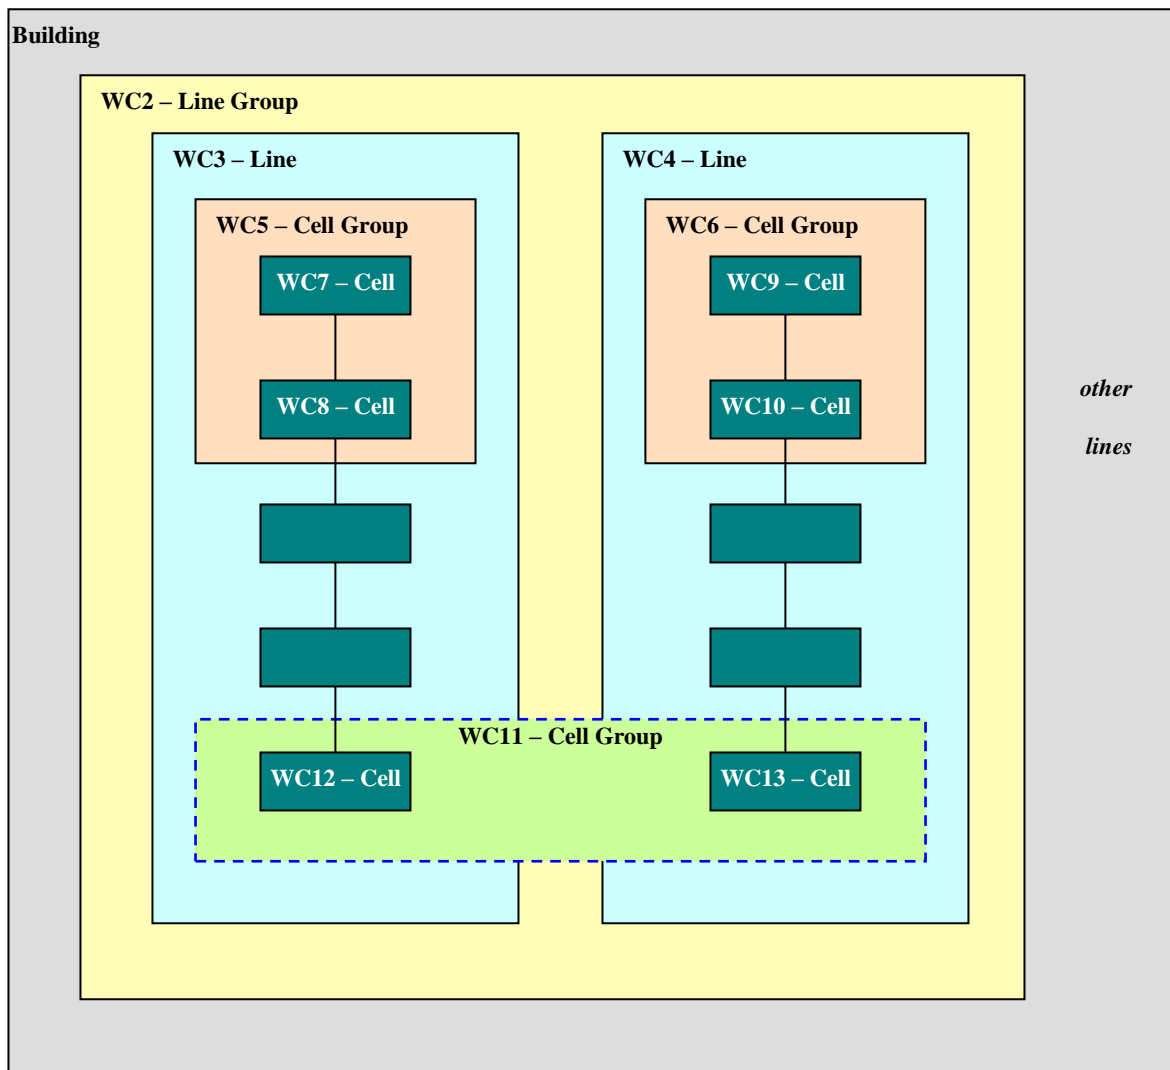 Building
WC2 – Line Group
WC3 – Line
WC4 – Line
WC5 – Cell Group
WC6 – Cell Group
WC7 – Cell
WC9 – Cell
WC8 – Cell
WC10 – Cell
other
lines
WC11 – Cell Group
WC12 – Cell
WC13 – Cell